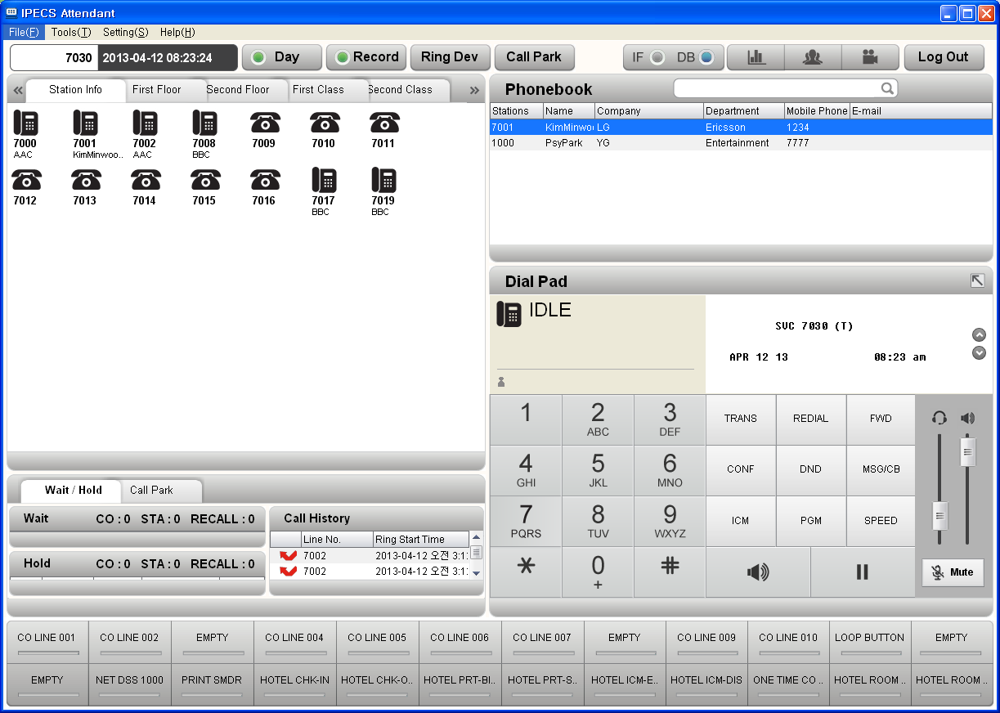 IPECS Attendant
File(F) Tools(T) Setting(S) Help(H)
7030 2013-04-12 08:23:24 Day Record Ring Dev Call Park IF DB Log Out
« Station Info First Floor Second Floor First Class Second Class »
7000 7001 7002 7008 7009 7010 7011
AAC KimMinwoo.. AAC BBC
7012 7013 7014 7015 7016 7017 7019
BBC BBC
Phonebook
Stations Name Company Department Mobile Phone E-mail
7001 KimMinwo LG Ericsson 1234
1000 PsyPark YG Entertainment 7777
Dial Pad
IDLE
SVC 7030 (T)
APR 12 13 08:23 am
1 2 ABC 3 DEF TRANS REDIAL FWD
4 GHI 5 JKL 6 MNO CONF DND MSG/CB
7 PQRS 8 TUV 9 WXYZ ICM PGM SPEED
* 0 + #
Mute
Wait / Hold Call Park
Wait CO : 0 STA : 0 RECALL : 0
Hold CO : 0 STA : 0 RECALL : 0
Call History
Line No. Ring Start Time
7002 2013-04-12 오전 3:1
7002 2013-04-12 오전 3:1
CO LINE 001 CO LINE 002 EMPTY CO LINE 004 CO LINE 005 CO LINE 006 CO LINE 007 EMPTY CO LINE 009 CO LINE 010 LOOP BUTTON EMPTY
EMPTY NET DSS 1000 PRINT SMDR HOTEL CHK-IN HOTEL CHK-O.. HOTEL PRT-BI.. HOTEL PRT-S.. HOTEL ICM-E.. HOTEL ICM-DIS ONE TIME CO .. HOTEL ROOM .. HOTEL ROOM ..